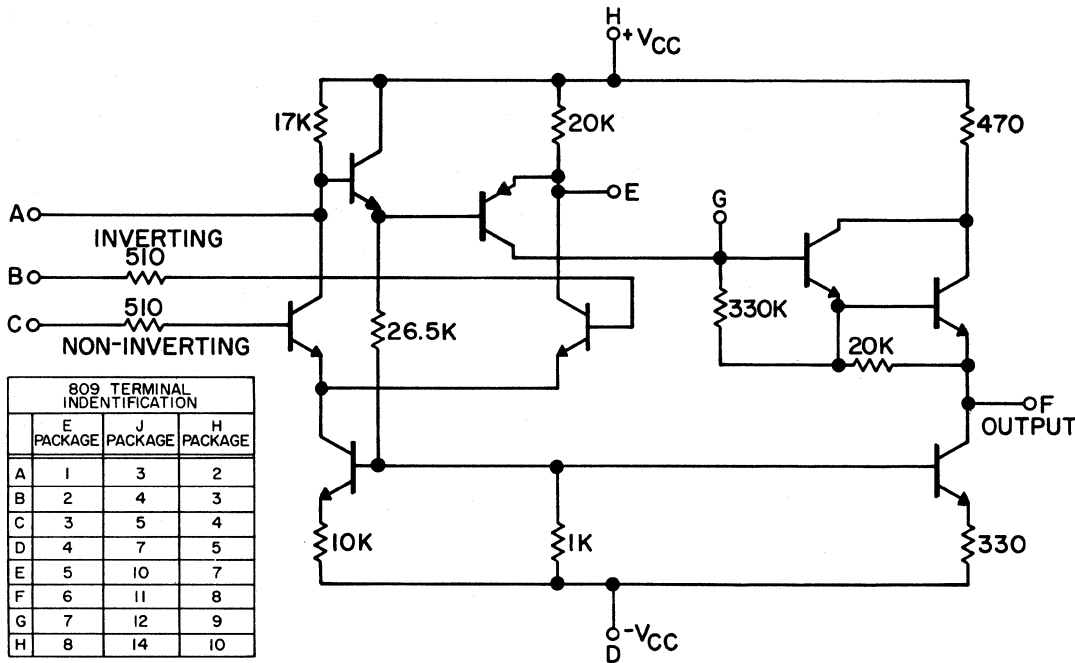 H
+VCC
17K
20K
470
A
E
G
INVERTING
510
B
510
C
NON-INVERTING
26.5K
330K
20K
F
OUTPUT
809 TERMINAL
INDENTIFICATION
E PACKAGE J PACKAGE H PACKAGE
A 1 3 2
B 2 4 3
C 3 5 4
D 4 7 5
E 5 10 7
F 6 11 8
G 7 12 9
H 8 14 10
10K
1K
330
-VCC
D